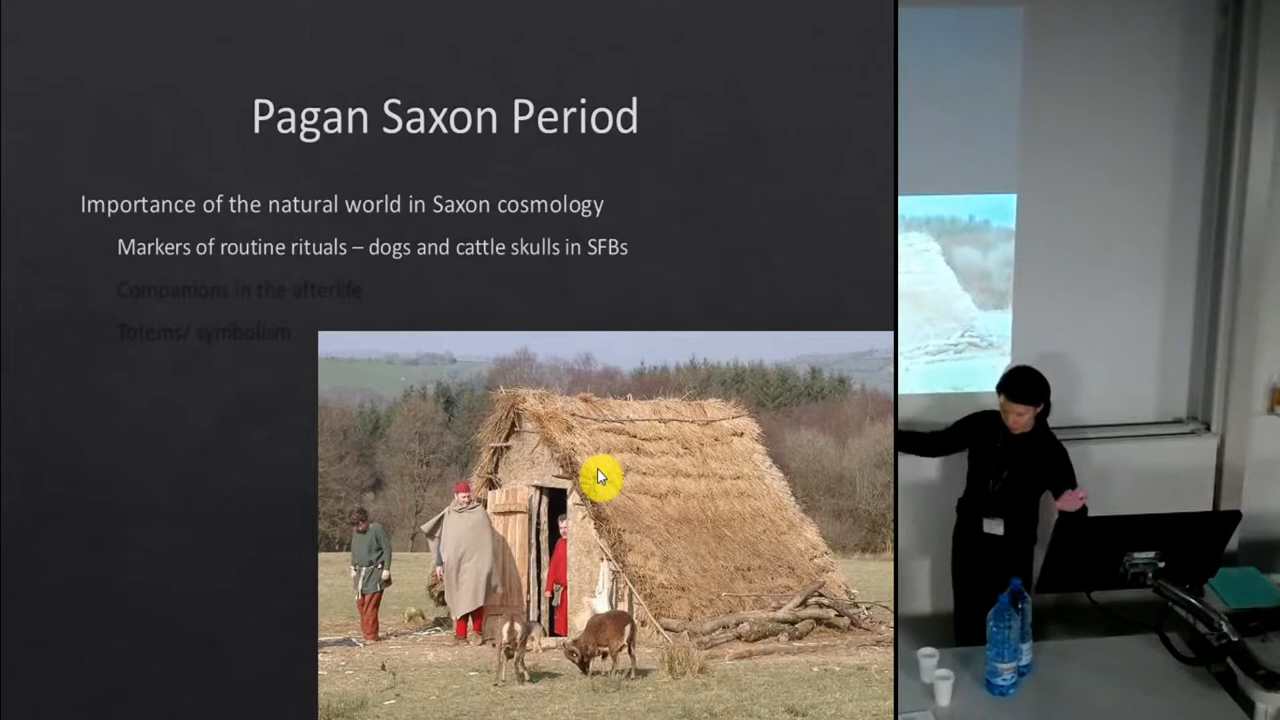 Pagan Saxon Period
Importance of the natural world in Saxon cosmology
Markers of routine rituals – dogs and cattle skulls in SFBs
Companions in the afterlife
Totems/ symbolism